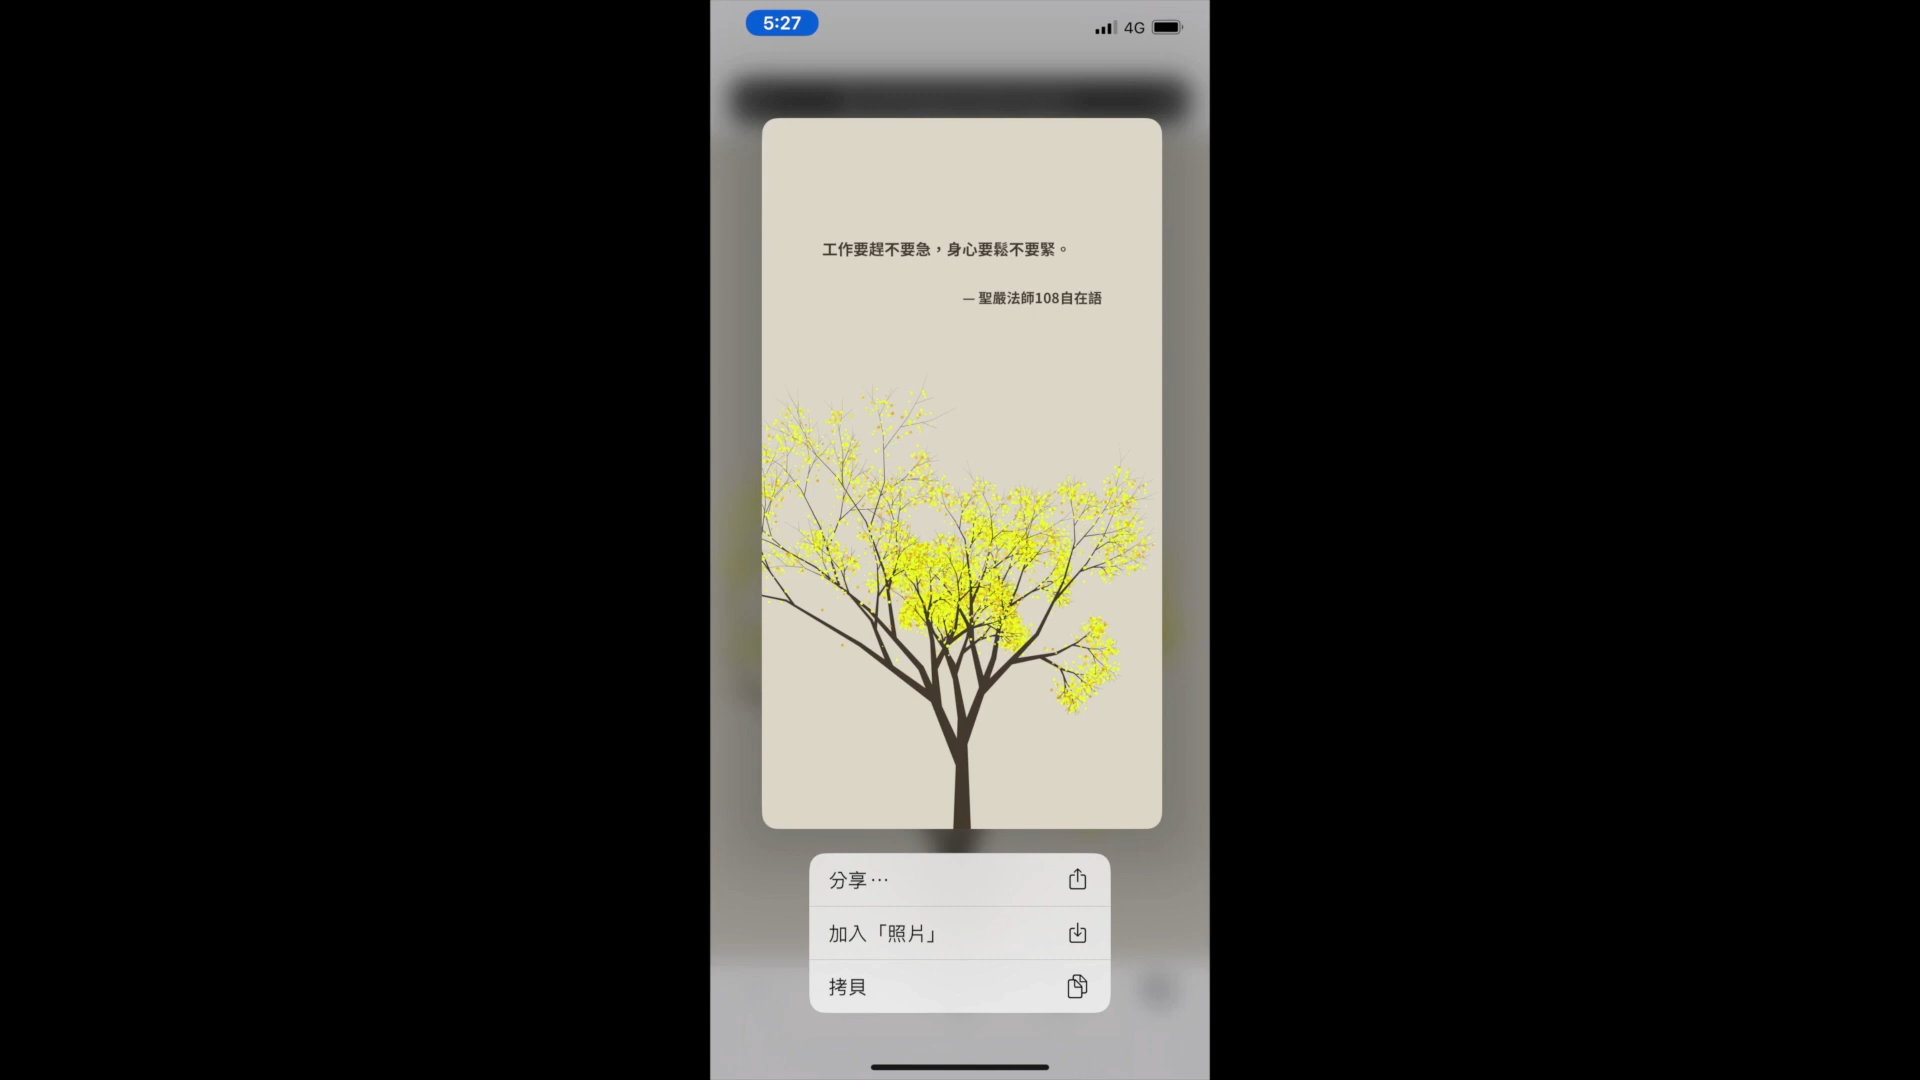 5:27
4G
工作要趕不要急，身心要鬆不要緊。
— 聖嚴法師108自在語
分享…
加入「照片」
拷貝